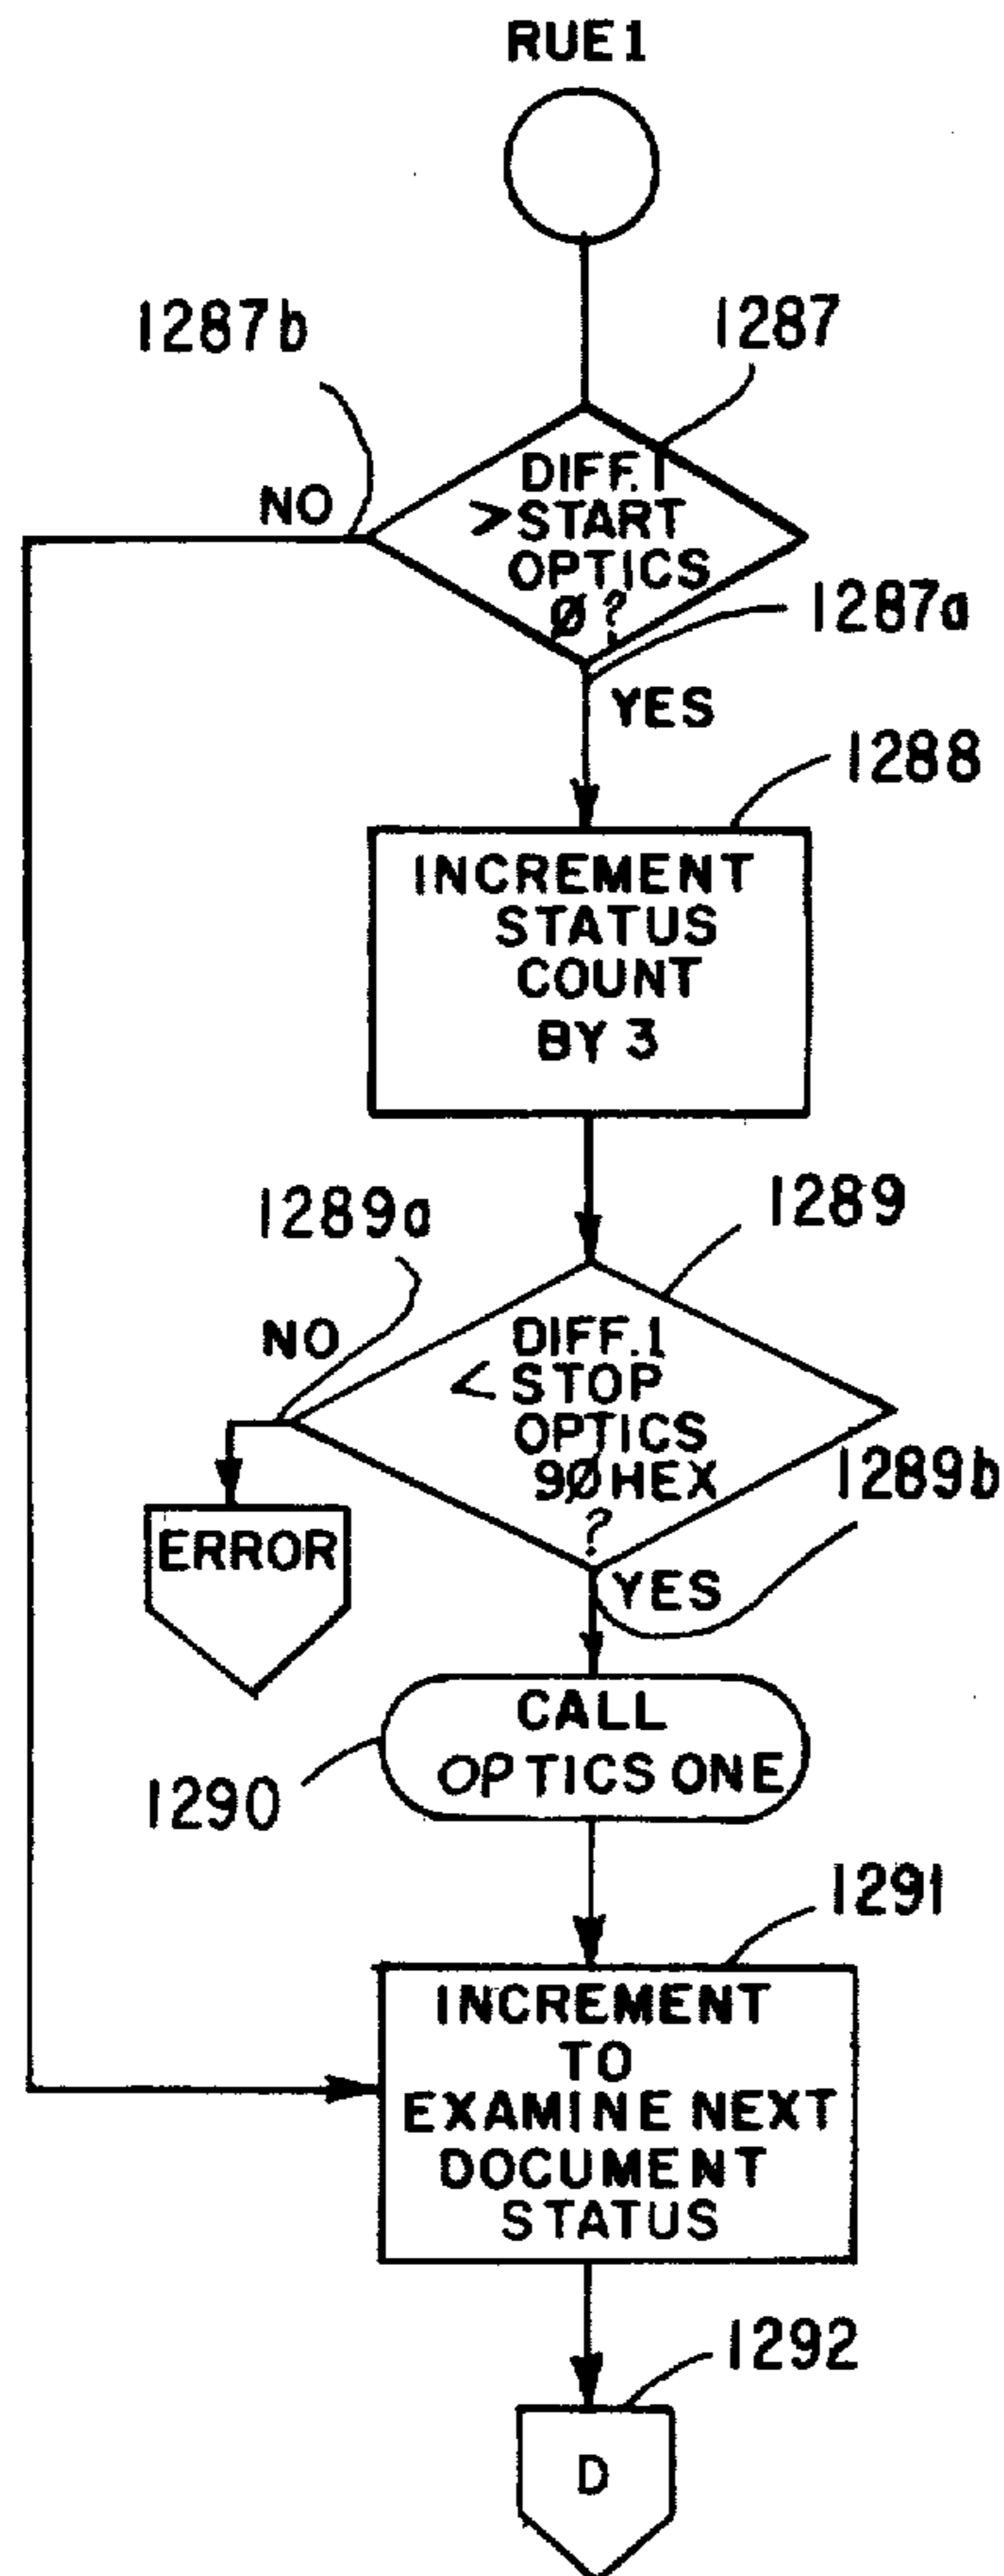 RUE1
1287b
1287
NO
DIFF.1
>START
OPTICS
Ø ?
1287a
YES
1288
INCREMENT
STATUS
COUNT
BY 3
1289a
1289
NO
DIFF.1
< STOP
OPTICS
9Ø HEX
?
1289b
ERROR
YES
CALL
OPTICS ONE
1290
1291
INCREMENT
TO
EXAMINE NEXT
DOCUMENT
STATUS
1292
D